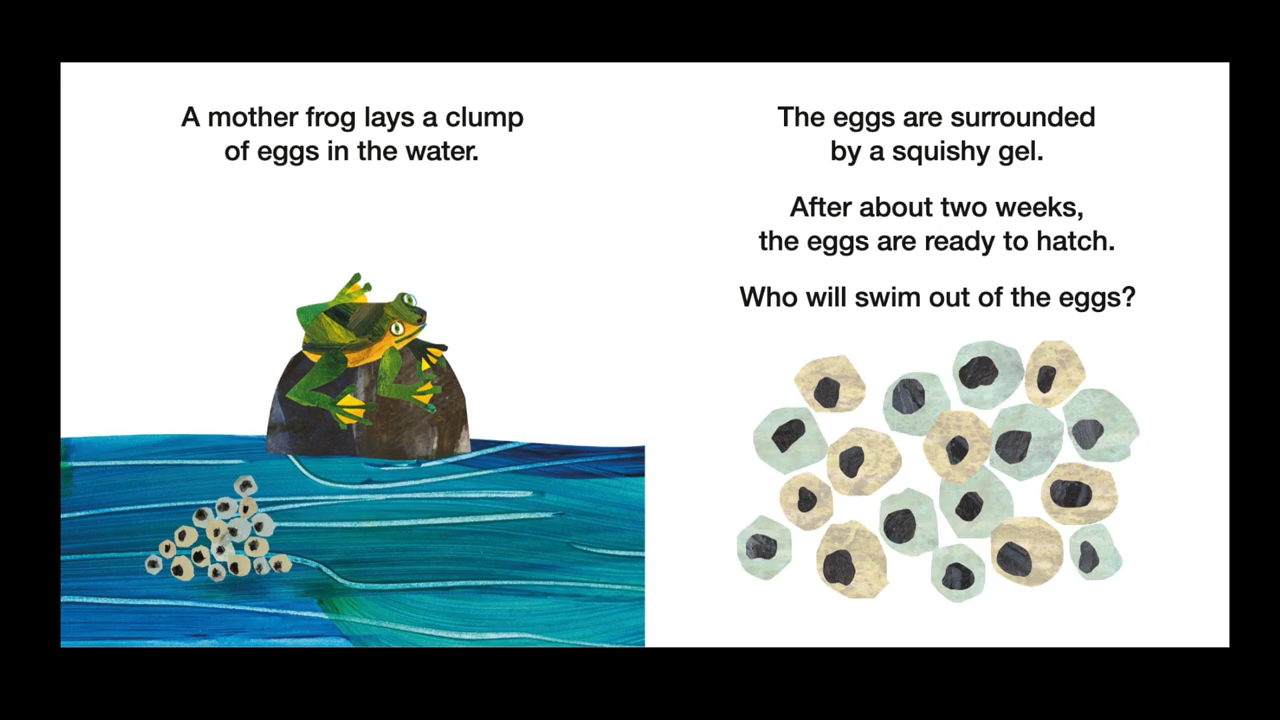 A mother frog lays a clump
of eggs in the water.
The eggs are surrounded
by a squishy gel.
After about two weeks,
the eggs are ready to hatch.
Who will swim out of the eggs?